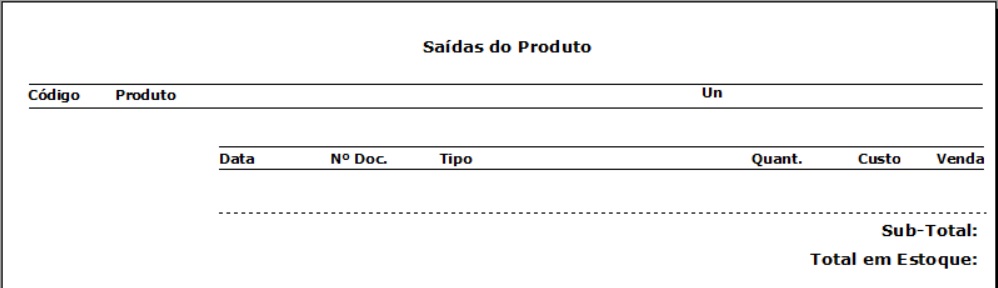 Saídas do Produto
Código Produto Un
Data Nº Doc. Tipo Quant. Custo Venda
Sub-Total:
Total em Estoque: